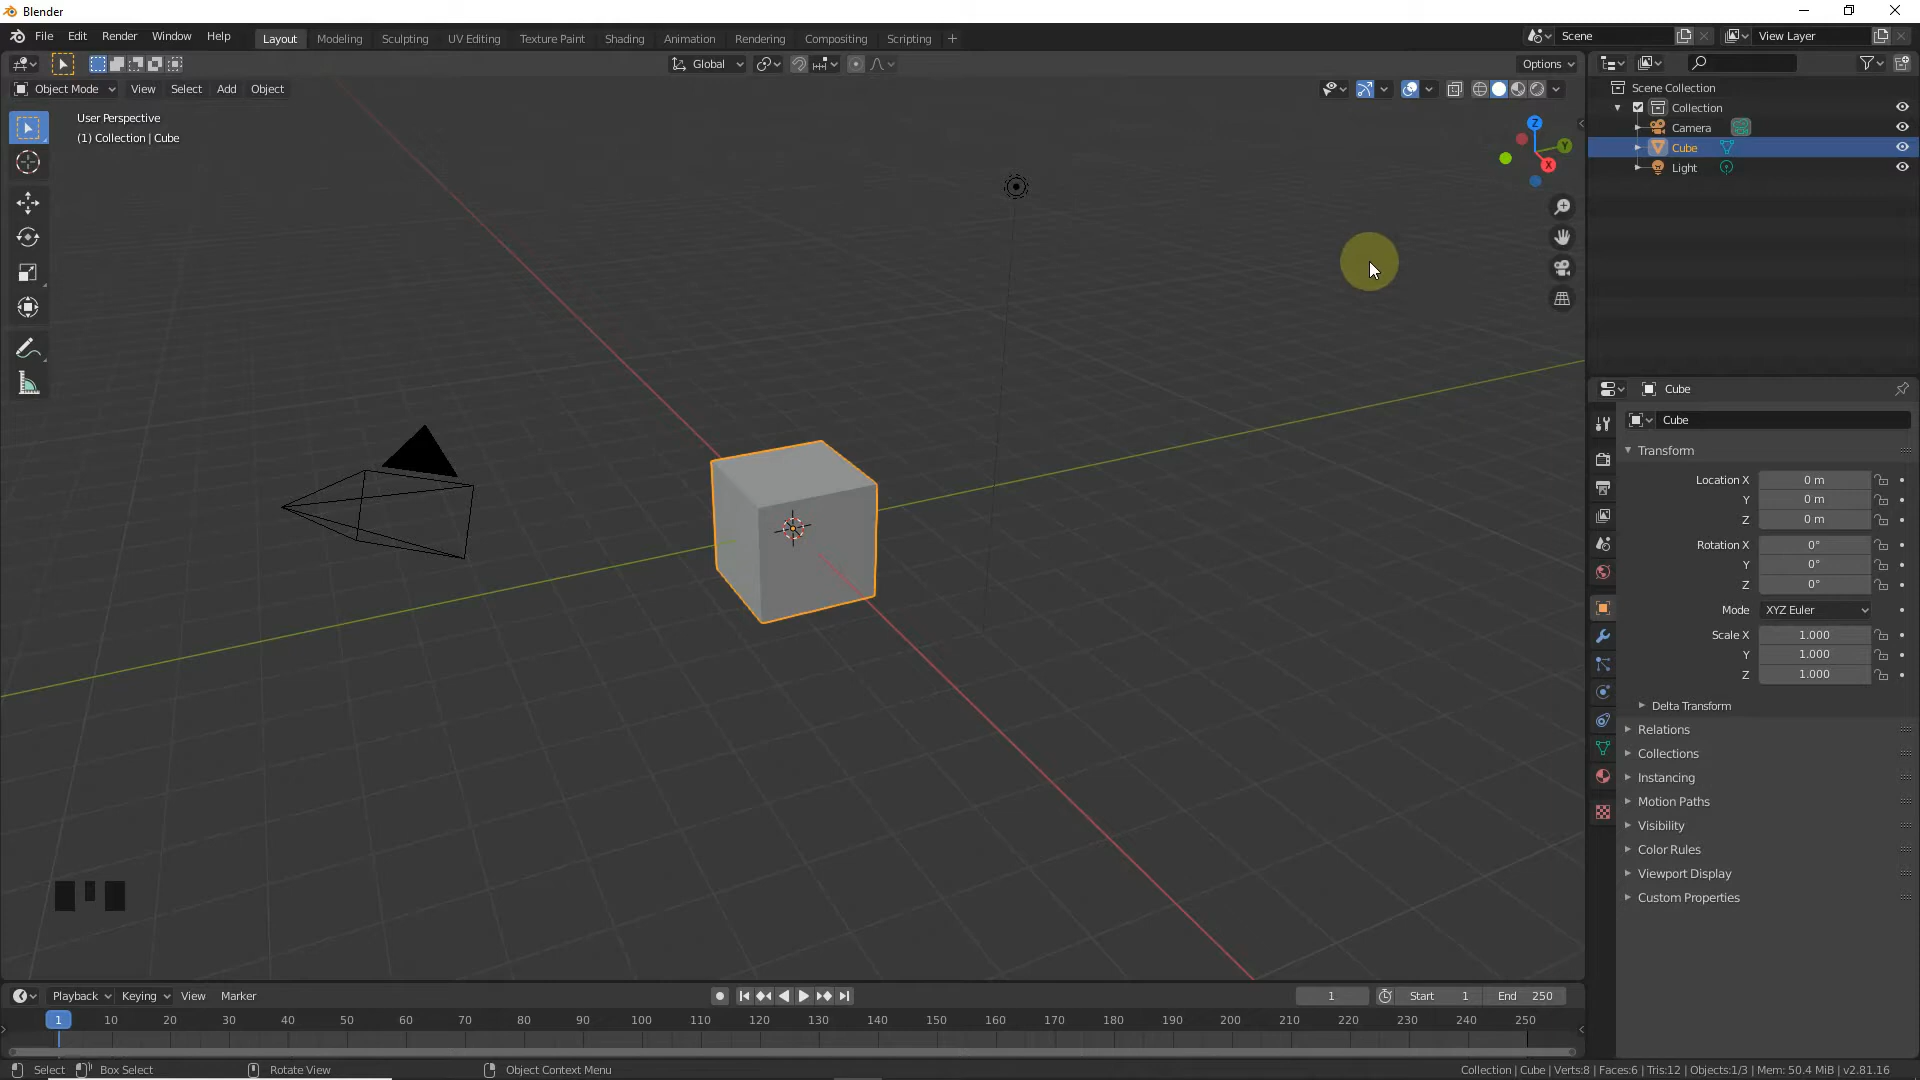 Blender
File Edit Render Window Help Layout Modeling Sculpting UV Editing Texture Paint Shading Animation Rendering Compositing Scripting + Scene View Layer
Global Options
Object Mode View Select Add Object
User Perspective
(1) Collection | Cube
Z
Y
X
Scene Collection
Collection
Camera
Cube
Light
Cube
Cube
Transform
Location X 0 m
Y 0 m
Z 0 m
Rotation X 0°
Y 0°
Z 0°
Mode XYZ Euler
Scale X 1.000
Y 1.000
Z 1.000
Delta Transform
Relations
Collections
Instancing
Motion Paths
Visibility
Color Rules
Viewport Display
Custom Properties
Playback Keying View Marker 1 Start 1 End 250
1 10 20 30 40 50 60 70 80 90 100 110 120 130 140 150 160 170 180 190 200 210 220 230 240 250
Select Box Select Rotate View Object Context Menu Collection | Cube | Verts:8 | Faces:6 | Tris:12 | Objects:1/3 | Mem: 50.4 MiB | v2.81.16